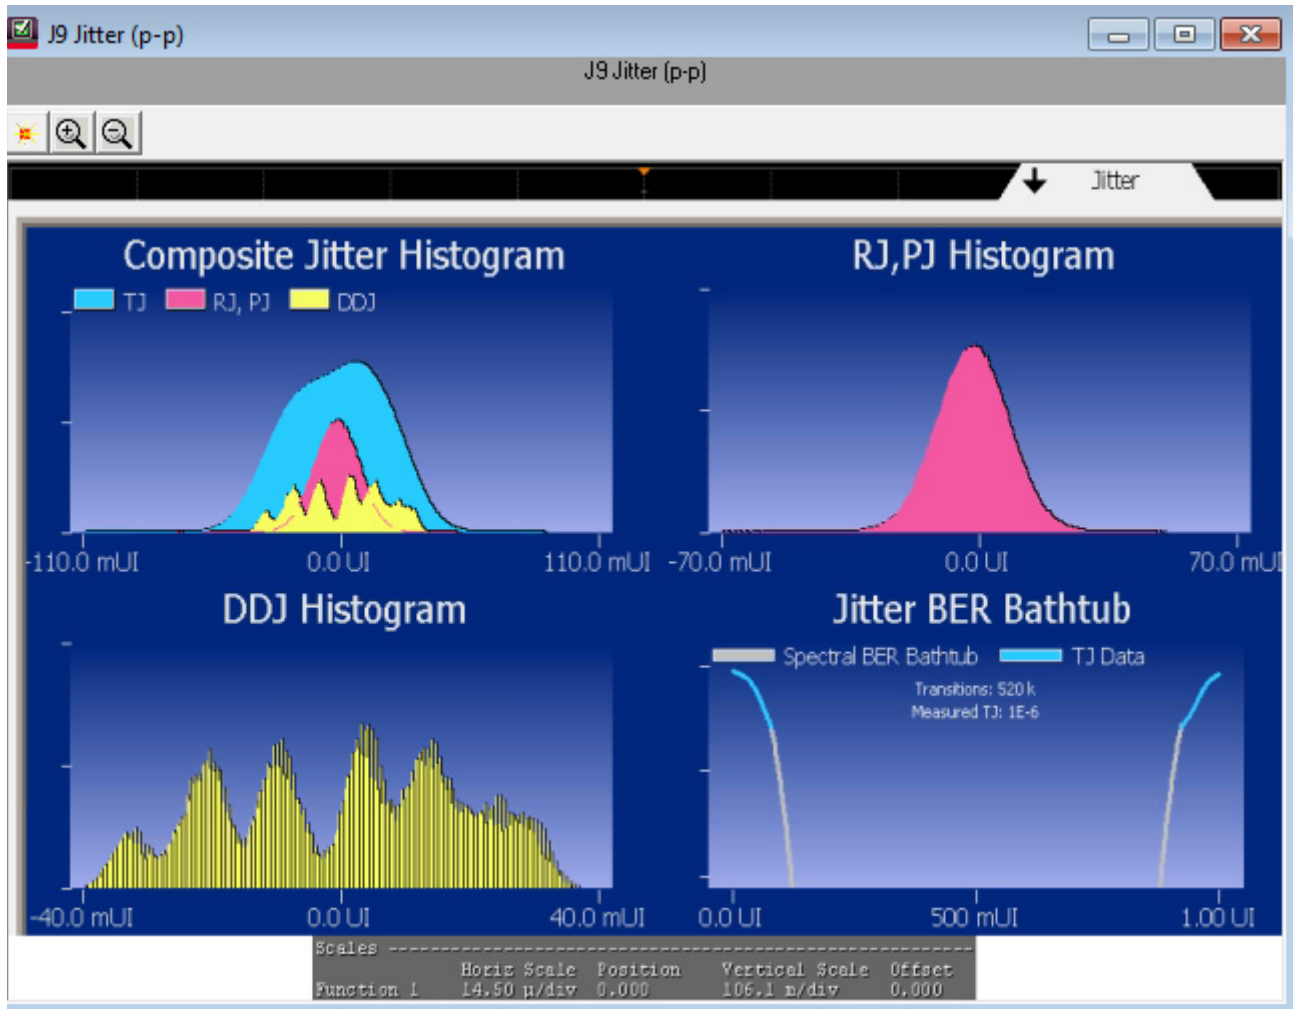 J9 Jitter (p-p)
J9 Jitter (p-p)
Jitter
Composite Jitter Histogram
TJ RJ, PJ DDJ
-110.0 mUI 0.0 UI 110.0 mUI
RJ,PJ Histogram
-70.0 mUI 0.0 UI 70.0 mUI
DDJ Histogram
-40.0 mUI 0.0 UI 40.0 mUI
Jitter BER Bathtub
Spectral BER Bathtub TJ Data
Transitions: 520 k
Measured TJ: 1E-6
0.0 UI 500 mUI 1.00 UI
Scales
Horiz Scale Position Vertical Scale Offset
Function 1 14.50 µ/div 0.000 106.1 m/div 0.000